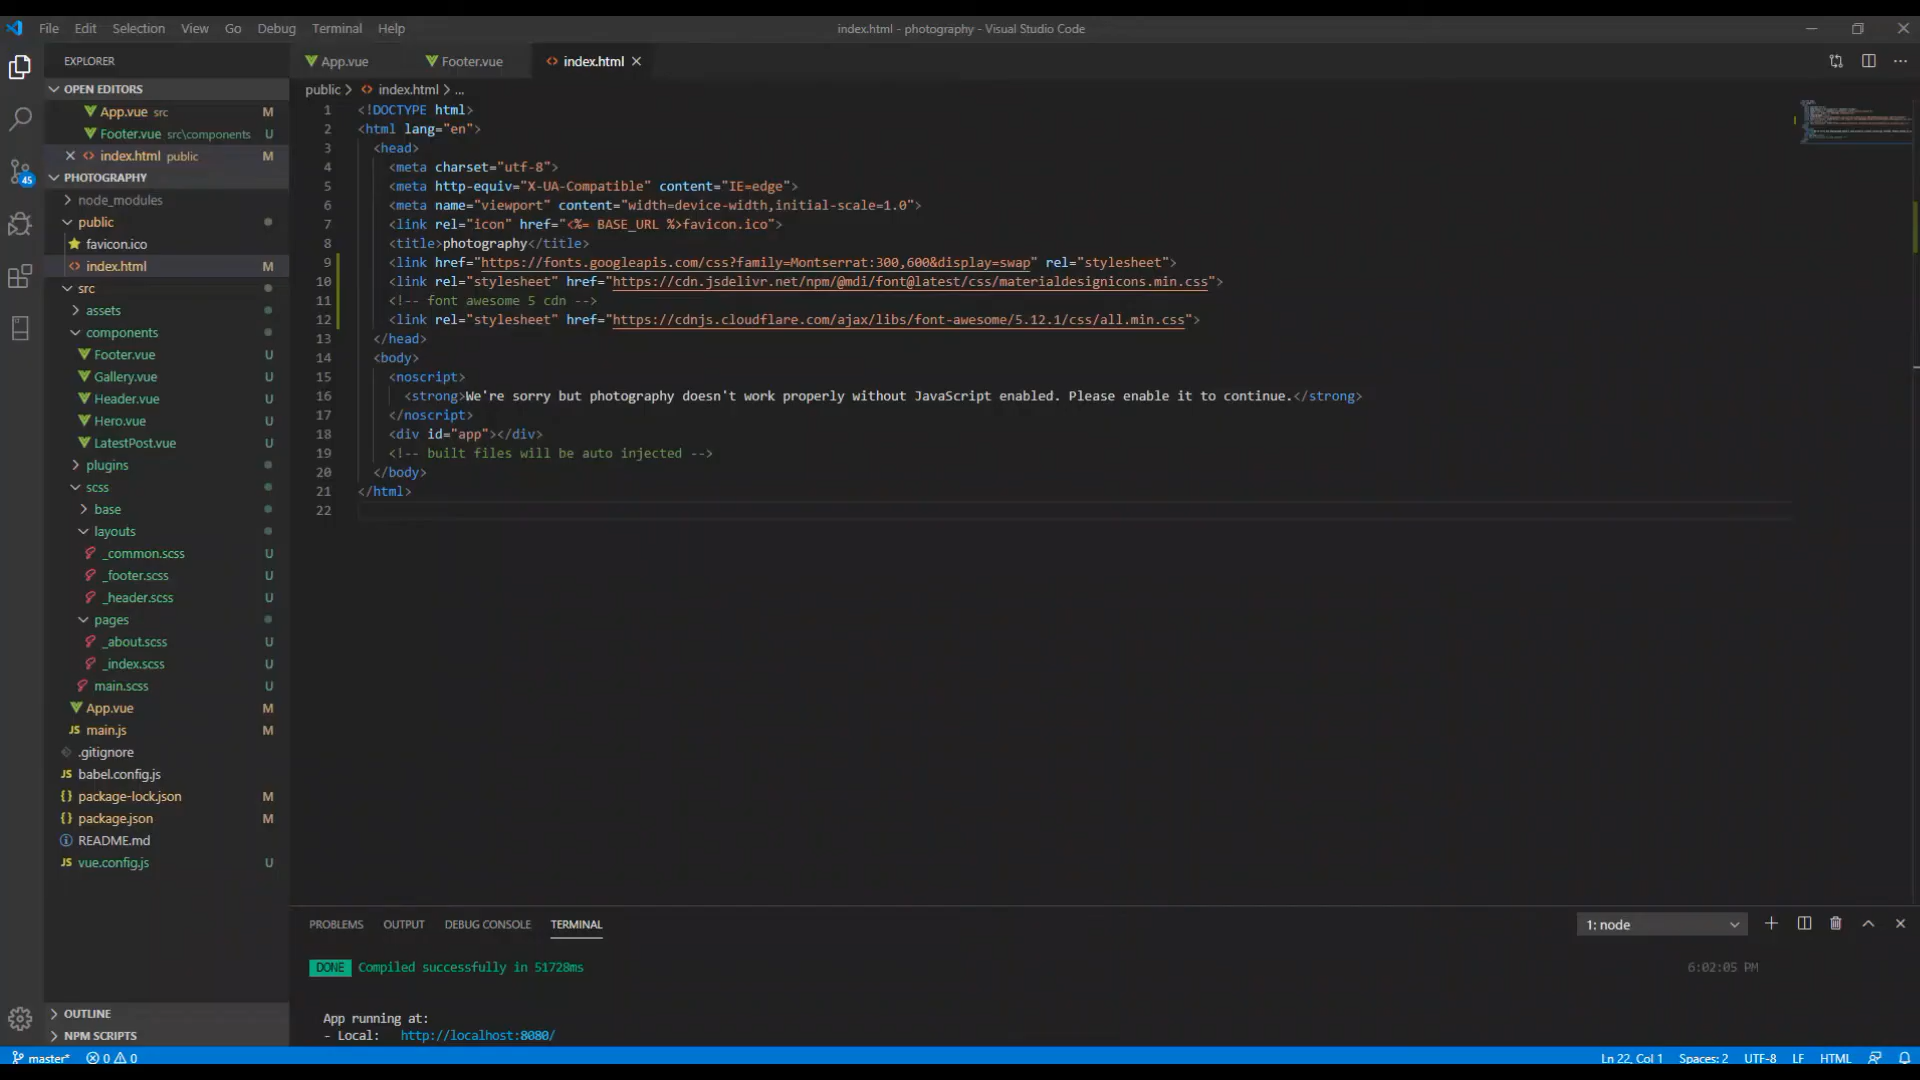 File Edit Selection View Go Debug Terminal Help
index.html - photography - Visual Studio Code
EXPLORER
OPEN EDITORS
App.vue src M
Footer.vue src\components U
index.html public M
PHOTOGRAPHY
node_modules
public
favicon.ico
index.html M
src
assets
components
Footer.vue U
Gallery.vue U
Header.vue U
Hero.vue U
LatestPost.vue U
plugins
scss
base
layouts
_common.scss U
_footer.scss U
_header.scss U
pages
_about.scss U
_index.scss U
main.scss U
App.vue M
JS main.js M
.gitignore
JS babel.config.js
{} package-lock.json M
{} package.json M
README.md
JS vue.config.js U
OUTLINE
NPM SCRIPTS
45
App.vue Footer.vue index.html
public > index.html > ...
1 <!DOCTYPE html>
2 <html lang="en">
3 <head>
4 <meta charset="utf-8">
5 <meta http-equiv="X-UA-Compatible" content="IE=edge">
6 <meta name="viewport" content="width=device-width,initial-scale=1.0">
7 <link rel="icon" href="<%= BASE_URL %>favicon.ico">
8 <title>photography</title>
9 <link href="https://fonts.googleapis.com/css?family=Montserrat:300,600&display=swap" rel="stylesheet">
10 <link rel="stylesheet" href="https://cdn.jsdelivr.net/npm/@mdi/font@latest/css/materialdesignicons.min.css">
11 <!-- font awesome 5 cdn -->
12 <link rel="stylesheet" href="https://cdnjs.cloudflare.com/ajax/libs/font-awesome/5.12.1/css/all.min.css">
13 </head>
14 <body>
15 <noscript>
16 <strong>We're sorry but photography doesn't work properly without JavaScript enabled. Please enable it to continue.</strong>
17 </noscript>
18 <div id="app"></div>
19 <!-- built files will be auto injected -->
20 </body>
21 </html>
22
PROBLEMS OUTPUT DEBUG CONSOLE TERMINAL
1: node
DONE Compiled successfully in 51728ms 6:02:05 PM
App running at:
- Local: http://localhost:8080/
master* 0 0
Ln 22, Col 1 Spaces: 2 UTF-8 LF HTML